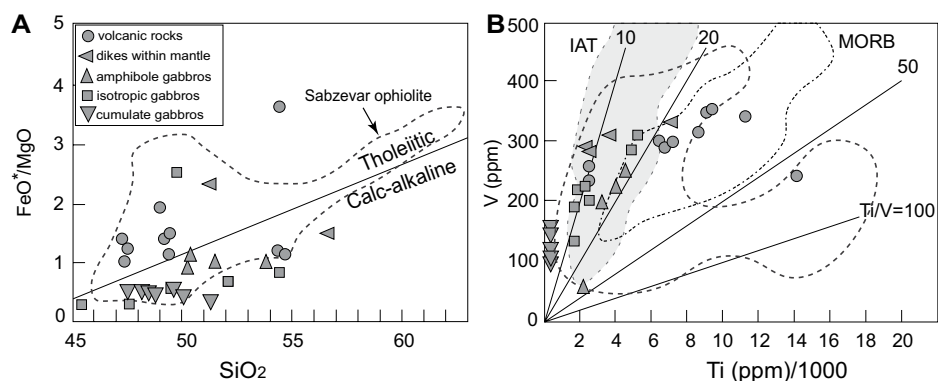 A
5
4
3
2
1
0
FeO*/MgO
volcanic rocks
dikes within mantle
amphibole gabbros
isotropic gabbros
cumulate gabbros
Sabzevar ophiolite
Tholeiitic
Calc-alkaline
45 50 55 60
SiO2
B
500
400
300
200
100
0
V (ppm)
IAT
10
20
MORB
50
Ti/V=100
2 4 6 8 10 12 14 16 18 20 22
Ti (ppm)/1000